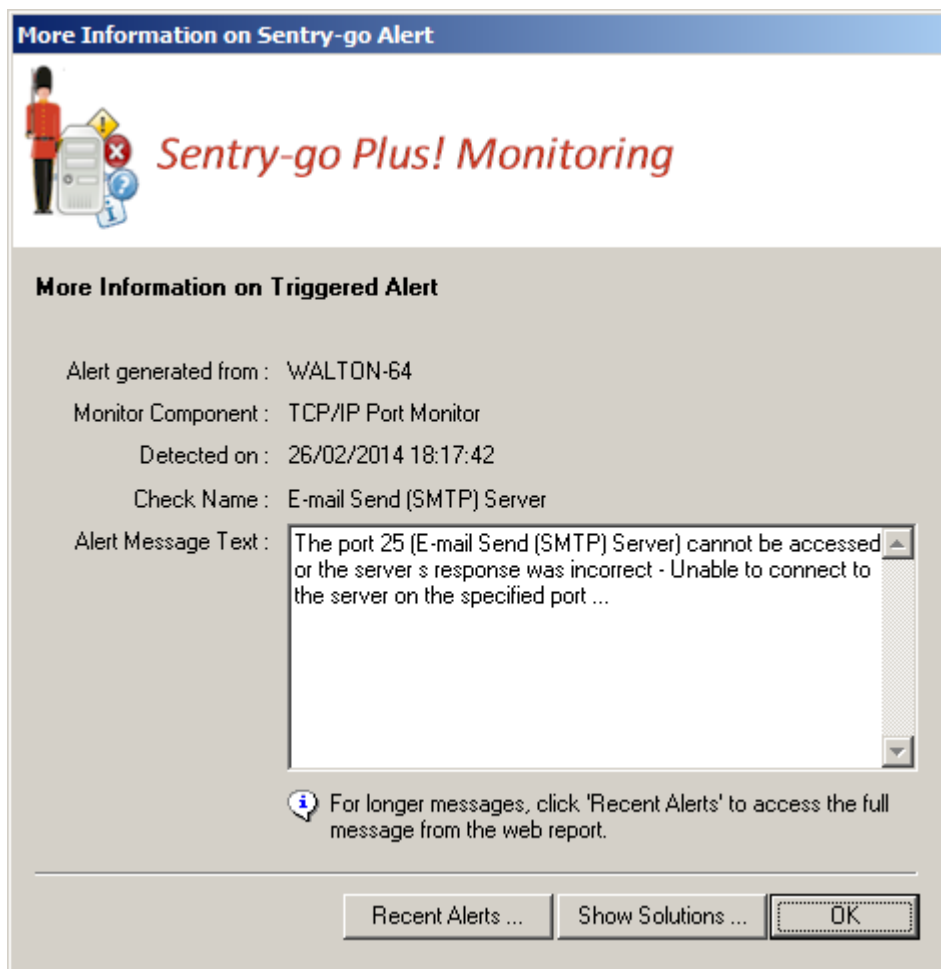 More Information on Sentry-go Alert
Sentry-go Plus! Monitoring
More Information on Triggered Alert
Alert generated from : WALTON-64
Monitor Component : TCP/IP Port Monitor
Detected on : 26/02/2014 18:17:42
Check Name : E-mail Send (SMTP) Server
Alert Message Text : The port 25 (E-mail Send (SMTP) Server) cannot be accessed
or the server s response was incorrect - Unable to connect to
the server on the specified port ...
For longer messages, click 'Recent Alerts' to access the full
message from the web report.
Recent Alerts ... Show Solutions ... OK